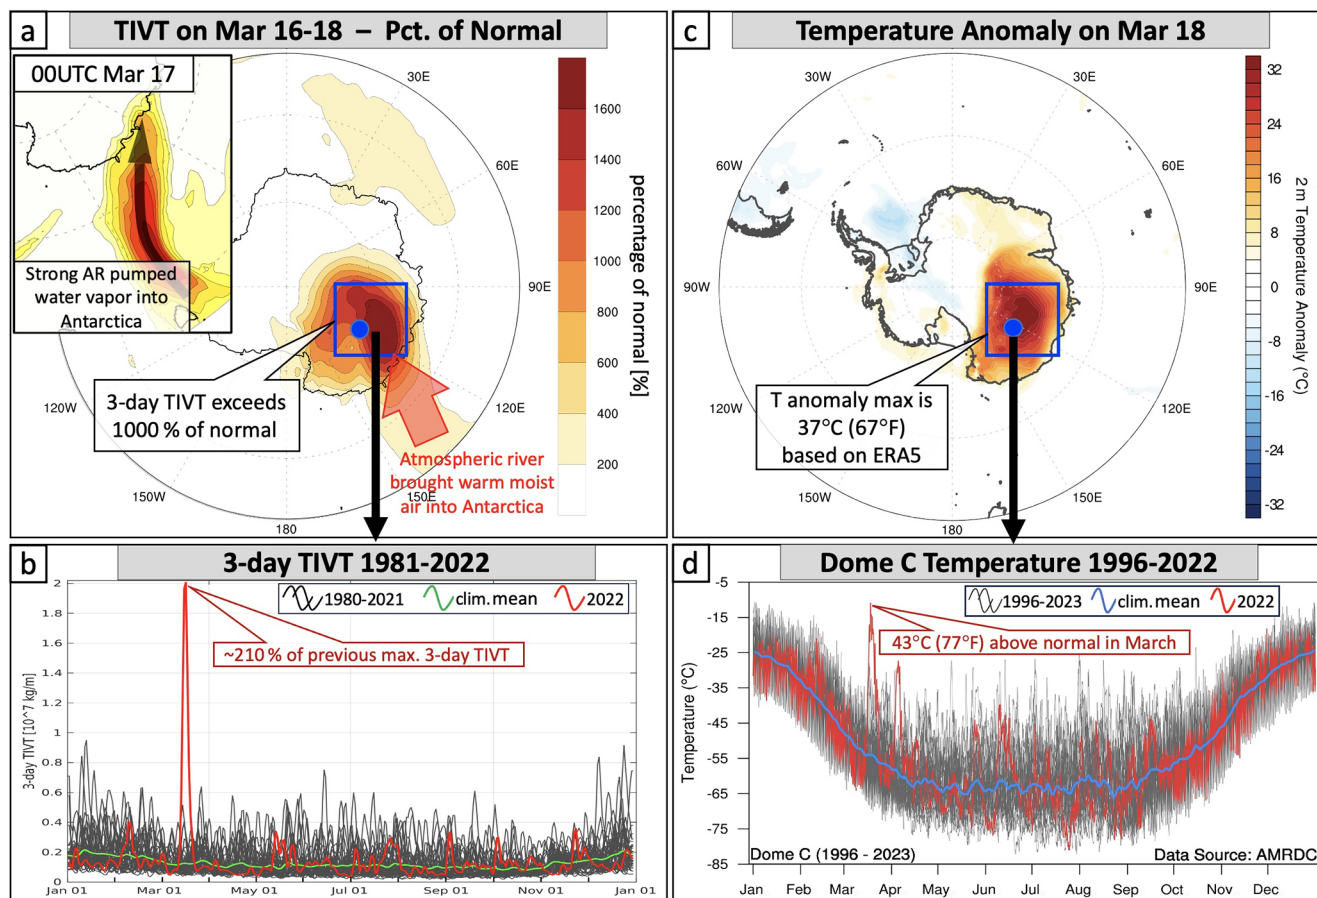 a
TIVT on Mar 16-18 – Pct. of Normal
00UTC Mar 17
Strong AR pumped
water vapor into
Antarctica
30E
60E
90E
120E
150E
180
150W
120W
3-day TIVT exceeds
1000 % of normal
Atmospheric river
brought warm moist
air into Antarctica
1600
1400
1200
1000
800
600
400
200
percentage of normal [%]
c
Temperature Anomaly on Mar 18
30W
30E
60W
60E
90W
90E
120W
120E
150W
150E
180
T anomaly max is
37°C (67°F)
based on ERA5
32
24
16
8
0
-8
-16
-24
-32
2m Temperature Anomaly (°C)
b
3-day TIVT 1981-2022
1980-2021 clim.mean 2022
~210 % of previous max. 3-day TIVT
3-day TIVT [10^7 kg/m]
2
1.8
1.6
1.4
1.2
1
0.8
0.6
0.4
0.2
0
Jan 01 Mar 01 May 01 Jul 01 Sep 01 Nov 01 Jan 01
d
Dome C Temperature 1996-2022
1996-2023 clim.mean 2022
43°C (77°F) above normal in March
Temperature (°C)
-5
-15
-25
-35
-45
-55
-65
-75
-85
Dome C (1996 - 2023)
Data Source: AMRDC
Jan Feb Mar Apr May Jun Jul Aug Sep Oct Nov Dec